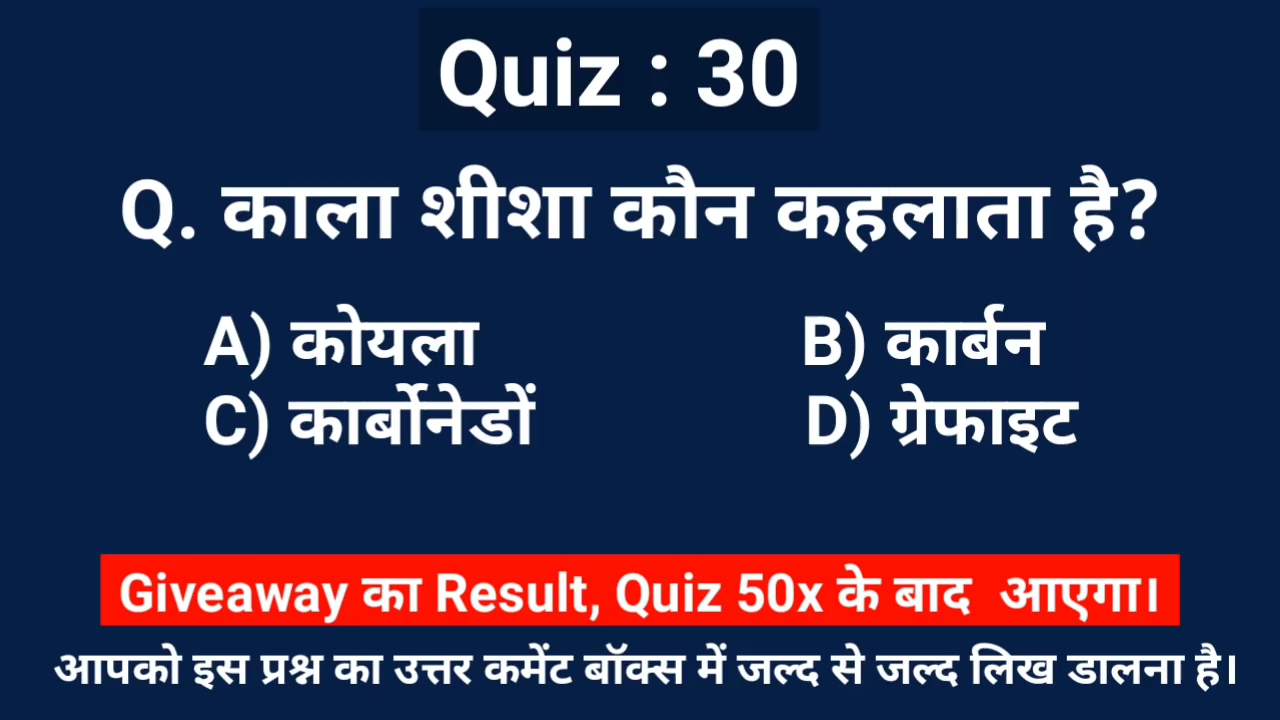 Quiz : 30
Q. काला शीशा कौन कहलाता है?
A) कोयला B) कार्बन
C) कार्बोनेडों D) ग्रेफाइट
Giveaway का Result, Quiz 50x के बाद आएगा।
आपको इस प्रश्न का उत्तर कमेंट बॉक्स में जल्द से जल्द लिख डालना है।